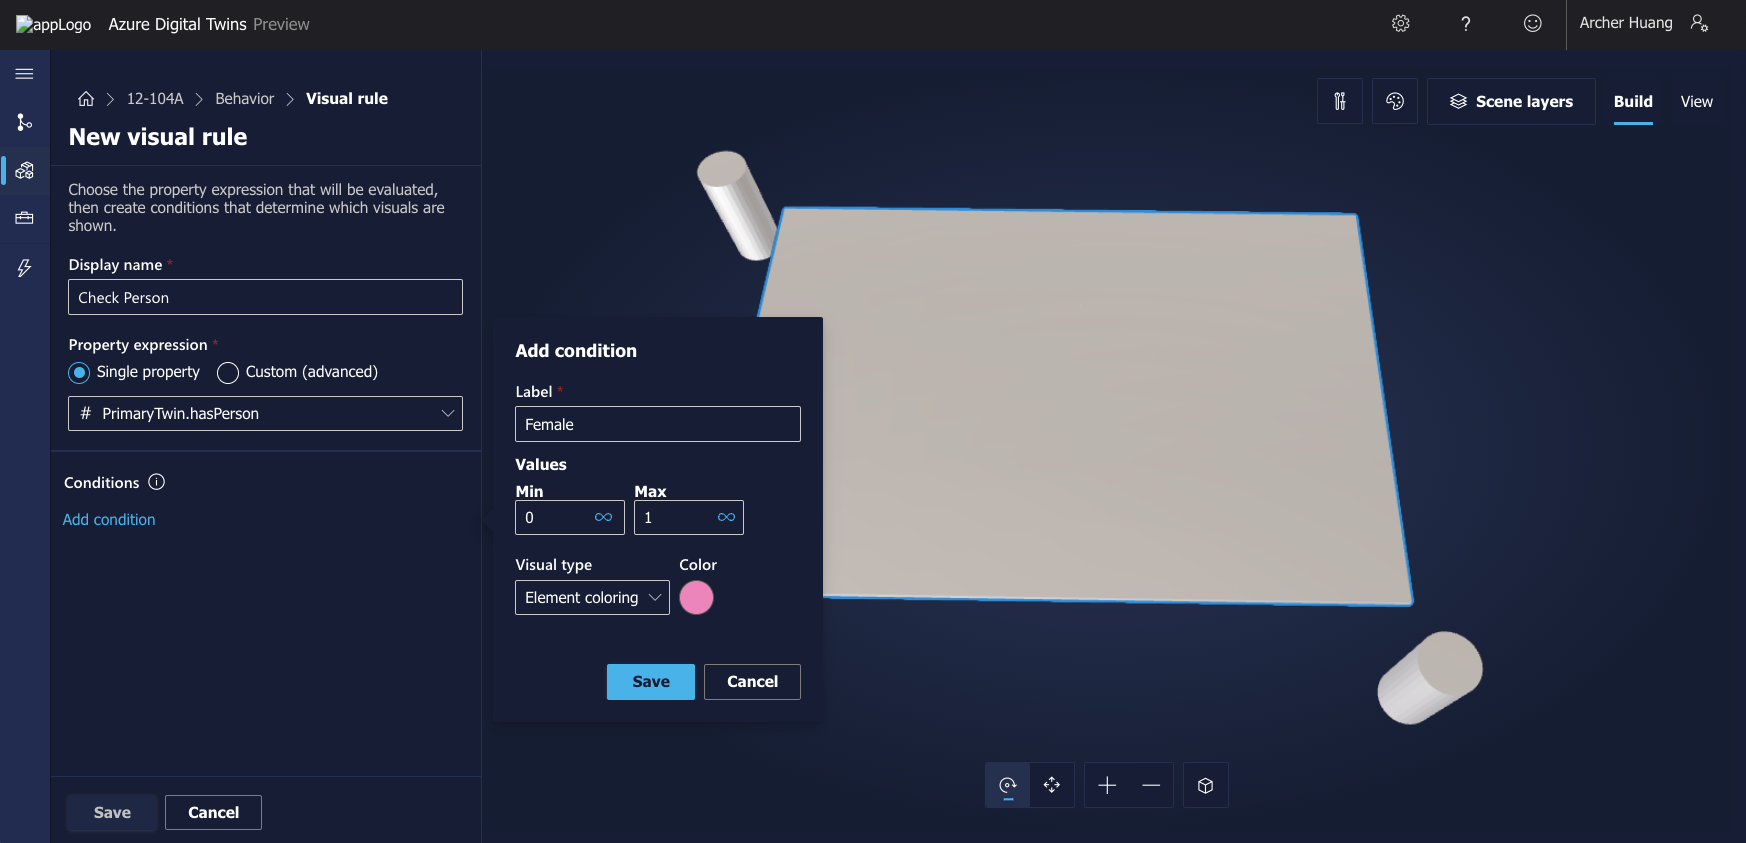 appLogo Azure Digital Twins Preview ? Archer Huang
12-104A > Behavior > Visual rule
New visual rule
Choose the property expression that will be evaluated,
then create conditions that determine which visuals are
shown.
Display name *
Check Person
Property expression *
Single property Custom (advanced)
# PrimaryTwin.hasPerson
Conditions
Add condition
Save Cancel
Add condition
Label *
Female
Values
Min Max
0 ∞ 1 ∞
Visual type Color
Element coloring
Save Cancel
Scene layers Build View